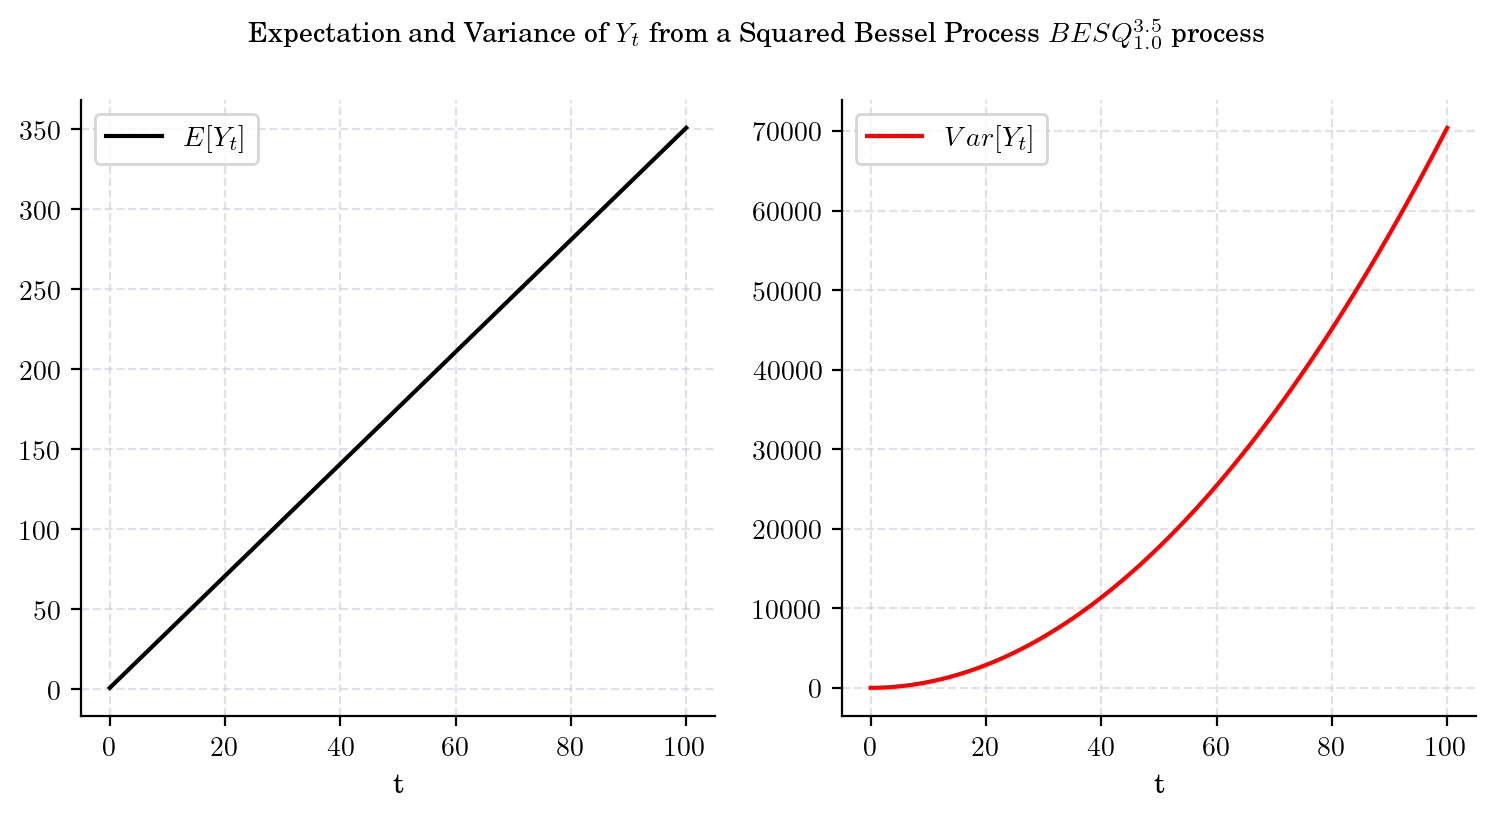 Expectation and Variance of $Y_t$ from a Squared Bessel Process $BESQ^{3.5}_{1.0}$ process
$E[Y_t]$
350
300
250
200
150
100
50
0
0 20 40 60 80 100
t
$Var[Y_t]$
70000
60000
50000
40000
30000
20000
10000
0
0 20 40 60 80 100
t